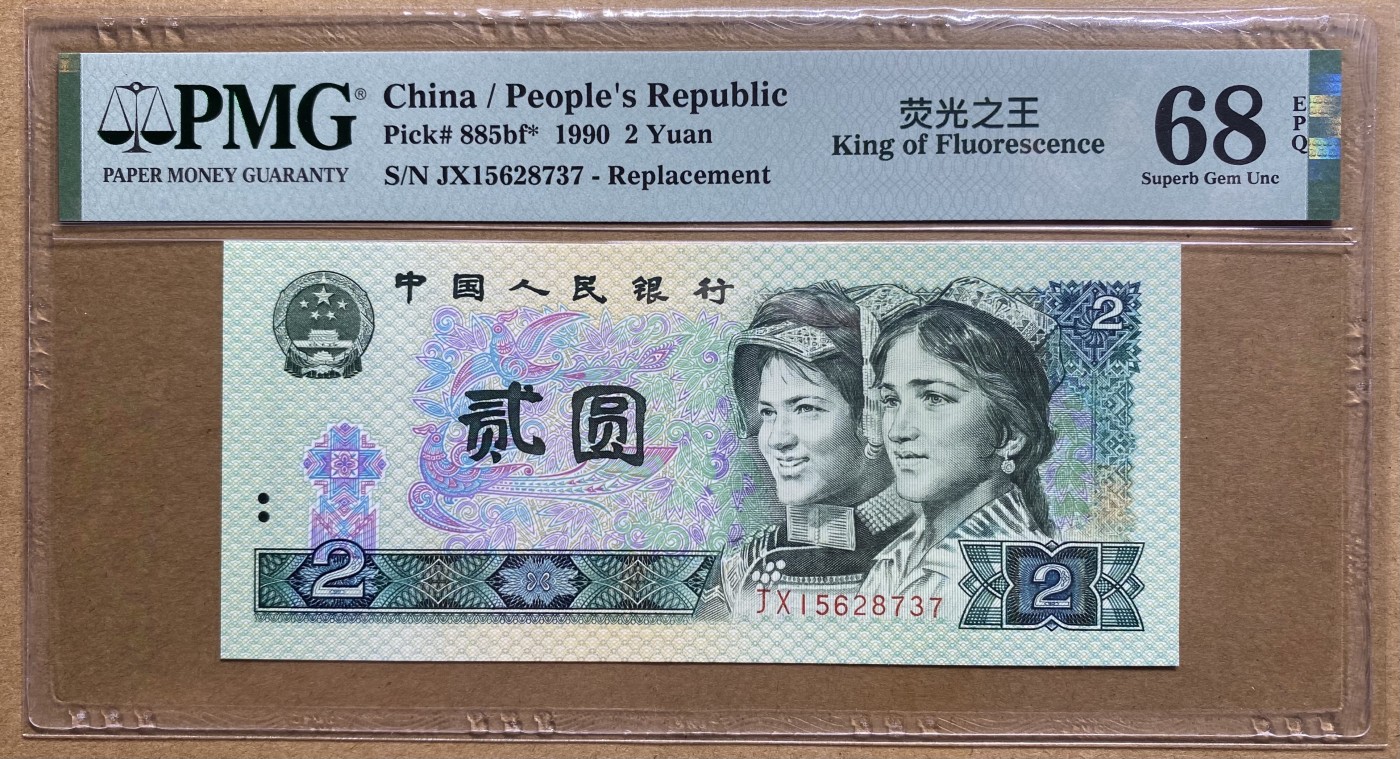 PMG®
PAPER MONEY GUARANTY
China / People's Republic
Pick# 885bf* 1990 2 Yuan
S/N JX15628737 - Replacement
荧光之王
King of Fluorescence
68
Superb Gem Unc
EPQ
中国人民银行
2
贰圆
2
JX15628737
2